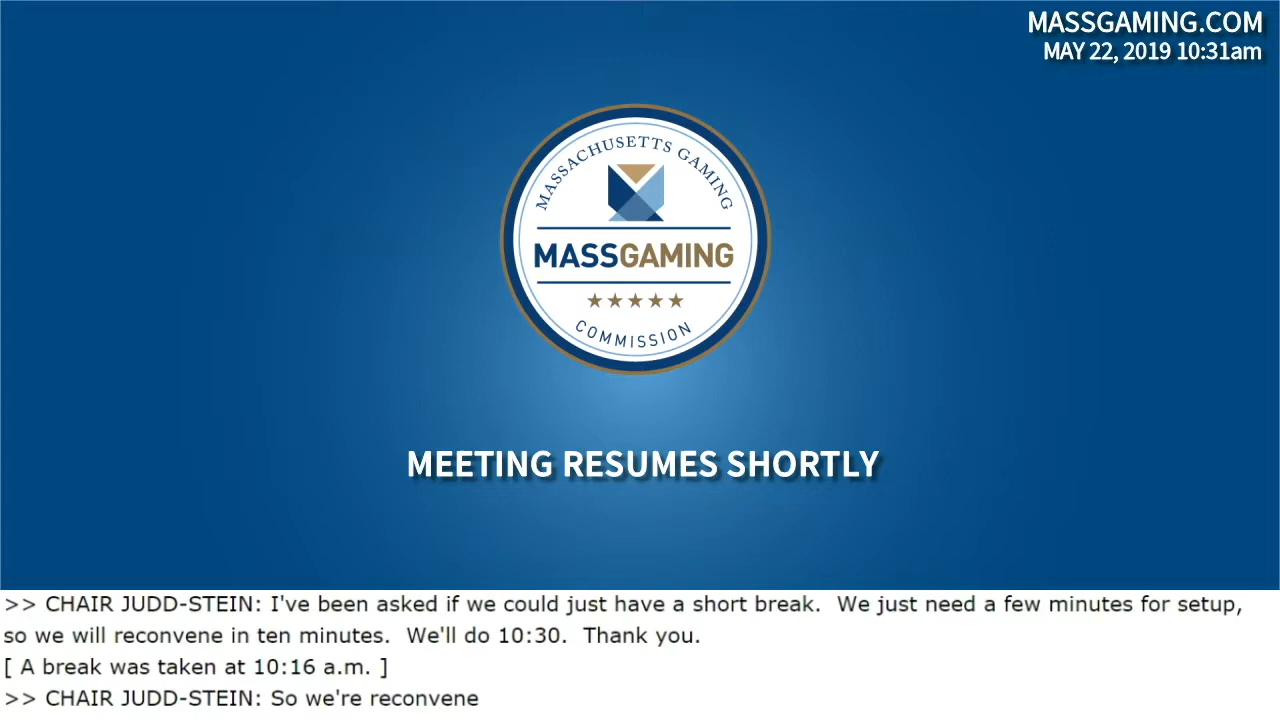 MASSGAMING.COM
MAY 22, 2019 10:31am
MASSACHUSETTS GAMING
MASSGAMING
COMMISSION
MEETING RESUMES SHORTLY
>> CHAIR JUDD-STEIN: I've been asked if we could just have a short break.  We just need a few minutes for setup,
so we will reconvene in ten minutes.  We'll do 10:30.  Thank you.
[ A break was taken at 10:16 a.m. ]
>> CHAIR JUDD-STEIN: So we're reconvene